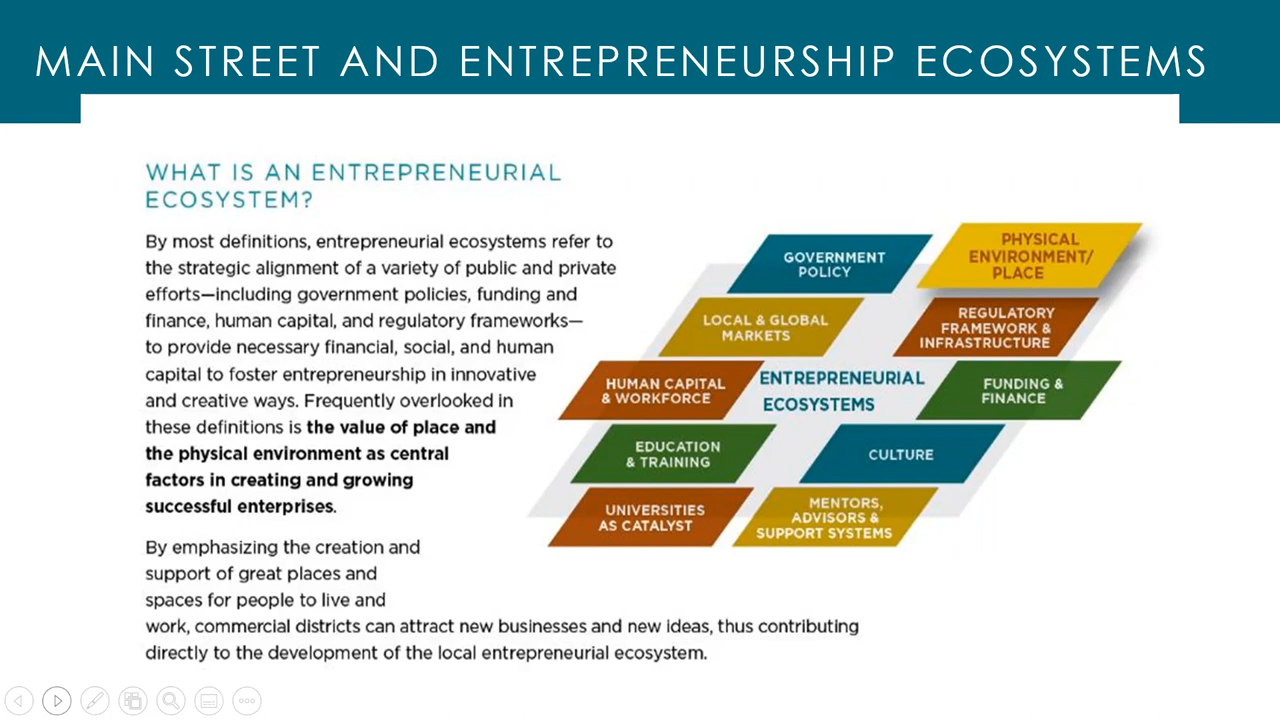 MAIN STREET AND ENTREPRENEURSHIP ECOSYSTEMS
WHAT IS AN ENTREPRENEURIAL
ECOSYSTEM?
By most definitions, entrepreneurial ecosystems refer to
the strategic alignment of a variety of public and private
efforts—including government policies, funding and
finance, human capital, and regulatory frameworks—
to provide necessary financial, social, and human
capital to foster entrepreneurship in innovative
and creative ways. Frequently overlooked in
these definitions is the value of place and
the physical environment as central
factors in creating and growing
successful enterprises.
By emphasizing the creation and
support of great places and
spaces for people to live and
work, commercial districts can attract new businesses and new ideas, thus contributing
directly to the development of the local entrepreneurial ecosystem.
GOVERNMENT
POLICY
PHYSICAL
ENVIRONMENT/
PLACE
LOCAL & GLOBAL
MARKETS
REGULATORY
FRAMEWORK &
INFRASTRUCTURE
HUMAN CAPITAL
& WORKFORCE
ENTREPRENEURIAL
ECOSYSTEMS
FUNDING &
FINANCE
EDUCATION
& TRAINING
CULTURE
UNIVERSITIES
AS CATALYST
MENTORS,
ADVISORS &
SUPPORT SYSTEMS